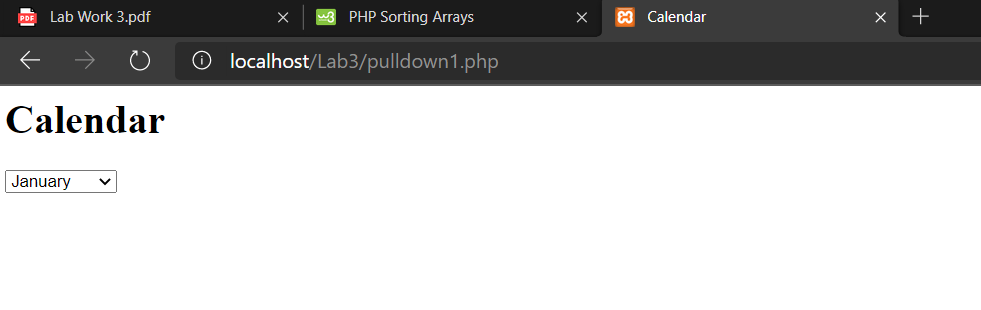 Lab Work 3.pdf
PHP Sorting Arrays
Calendar
localhost/Lab3/pulldown1.php
Calendar
January